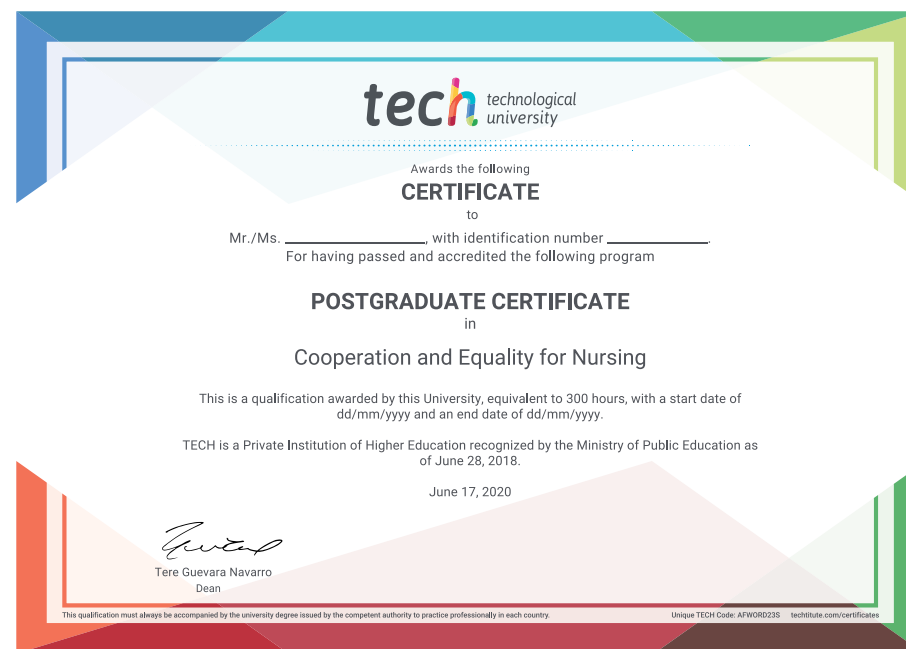 tech technological
university
Awards the following
CERTIFICATE
to
Mr./Ms. ____________________, with identification number ______________.
For having passed and accredited the following program
POSTGRADUATE CERTIFICATE
in
Cooperation and Equality for Nursing
This is a qualification awarded by this University, equivalent to 300 hours, with a start date of
dd/mm/yyyy and an end date of dd/mm/yyyy.
TECH is a Private Institution of Higher Education recognized by the Ministry of Public Education as
of June 28, 2018.
June 17, 2020
Tere Guevara Navarro
Dean
This qualification must always be accompanied by the university degree issued by the competent authority to practice professionally in each country. Unique TECH Code: AFWORD23S techtitute.com/certificates